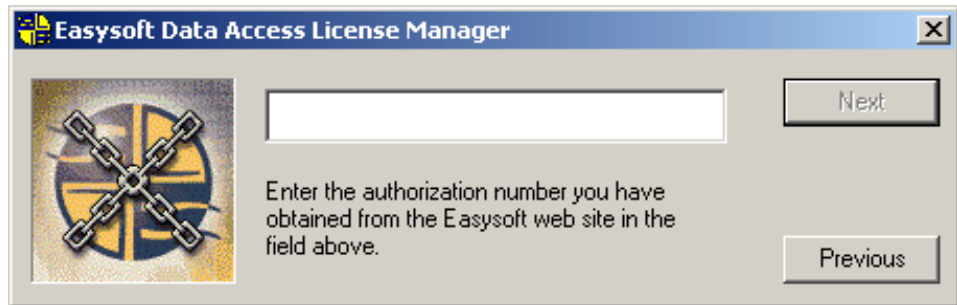 Easysoft Data Access License Manager
Next
Enter the authorization number you have
obtained from the Easysoft web site in the
field above.
Previous